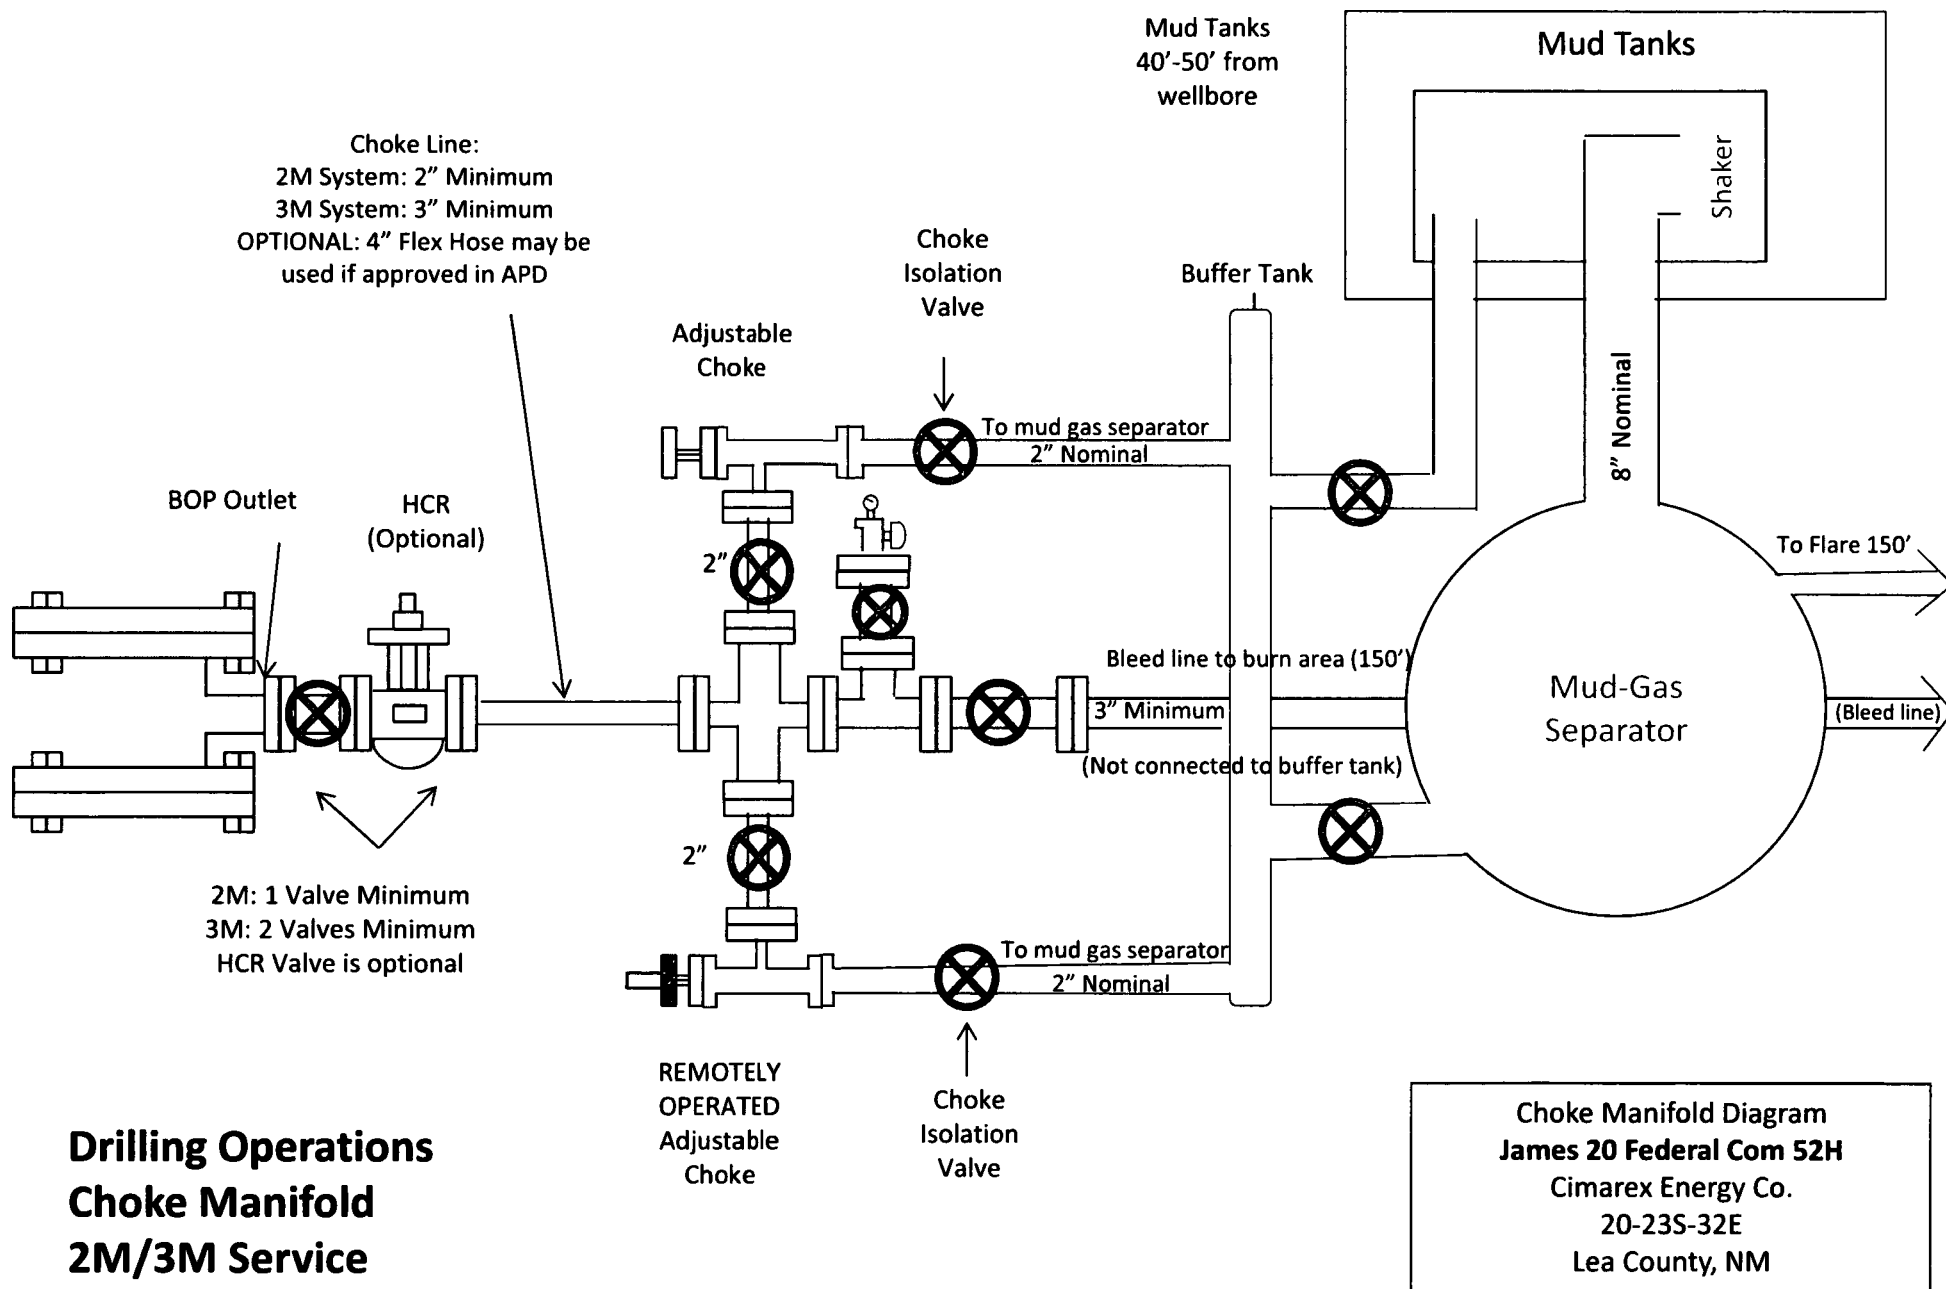 Mud Tanks
40'-50' from
wellbore
Mud Tanks
Shaker
Choke Line:
2M System: 2" Minimum
3M System: 3" Minimum
OPTIONAL: 4" Flex Hose may be
used if approved in APD
Choke
Isolation
Valve
Buffer Tank
Adjustable
Choke
8" Nominal
To mud gas separator
2" Nominal
BOP Outlet
HCR
(Optional)
2"
To Flare 150'
Bleed line to burn area (150')
3" Minimum
(Not connected to buffer tank)
Mud-Gas
Separator
(Bleed line)
2"
2M: 1 Valve Minimum
3M: 2 Valves Minimum
HCR Valve is optional
To mud gas separator
2" Nominal
REMOTELY
OPERATED
Adjustable
Choke
Choke
Isolation
Valve
Drilling Operations
Choke Manifold
2M/3M Service
Choke Manifold Diagram
James 20 Federal Com 52H
Cimarex Energy Co.
20-23S-32E
Lea County, NM